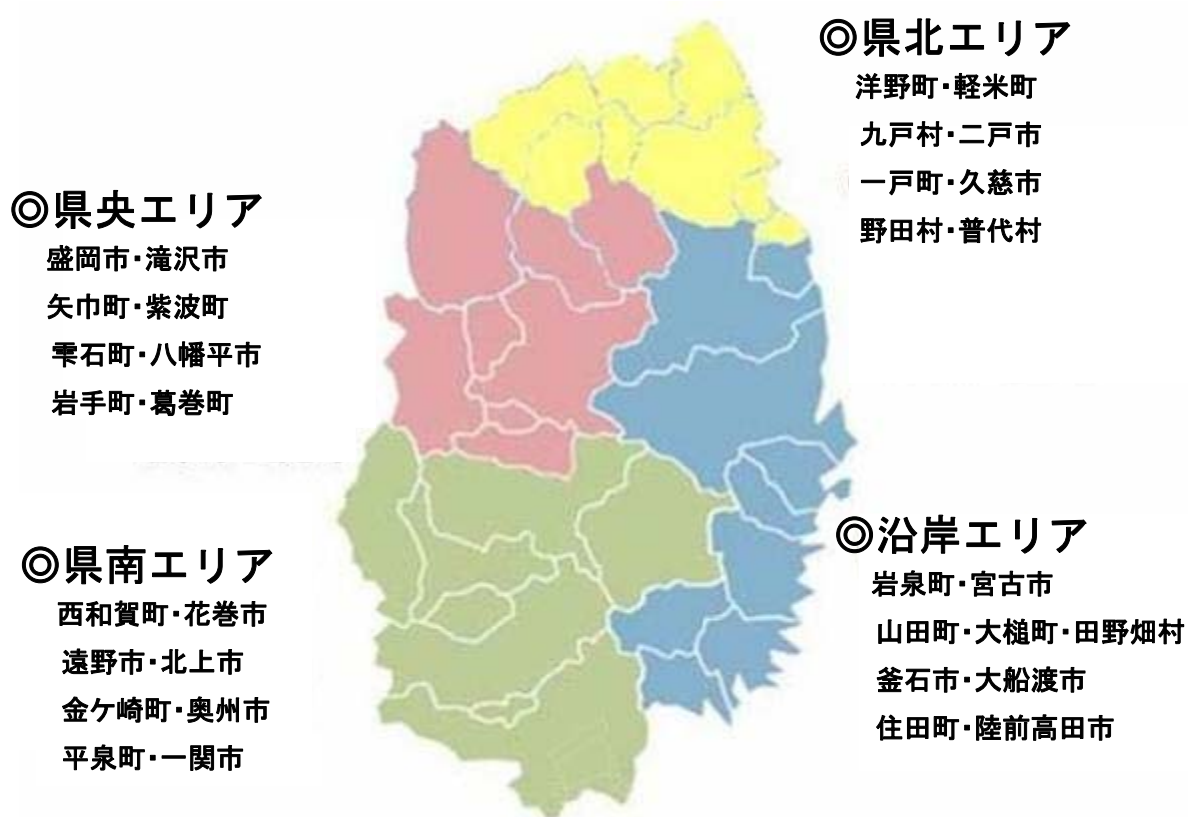 ◎県北エリア
洋野町・軽米町
九戸村・二戸市
一戸町・久慈市
野田村・普代村
◎県央エリア
盛岡市・滝沢市
矢巾町・紫波町
雫石町・八幡平市
岩手町・葛巻町
◎県南エリア
西和賀町・花巻市
遠野市・北上市
金ケ崎町・奥州市
平泉町・一関市
◎沿岸エリア
岩泉町・宮古市
山田町・大槌町・田野畑村
釜石市・大船渡市
住田町・陸前高田市